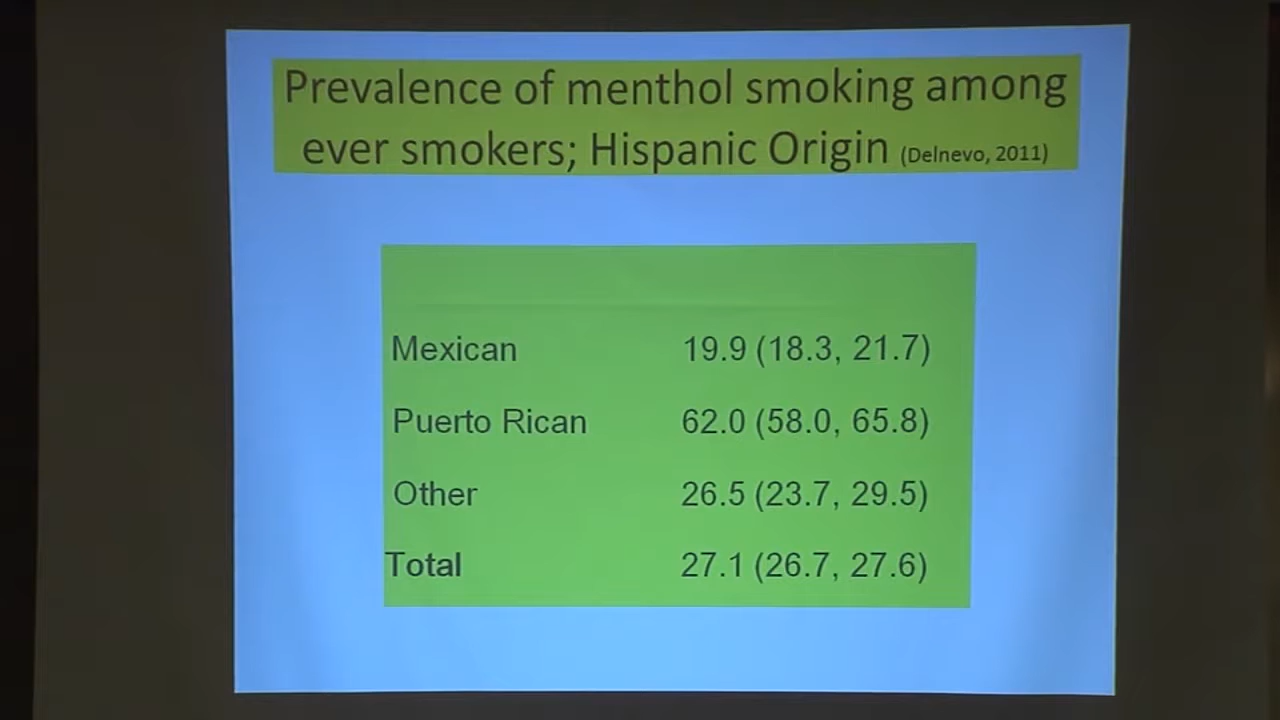 Prevalence of menthol smoking among
ever smokers; Hispanic Origin (Delnevo, 2011)
Mexican 19.9 (18.3, 21.7)
Puerto Rican 62.0 (58.0, 65.8)
Other 26.5 (23.7, 29.5)
Total 27.1 (26.7, 27.6)